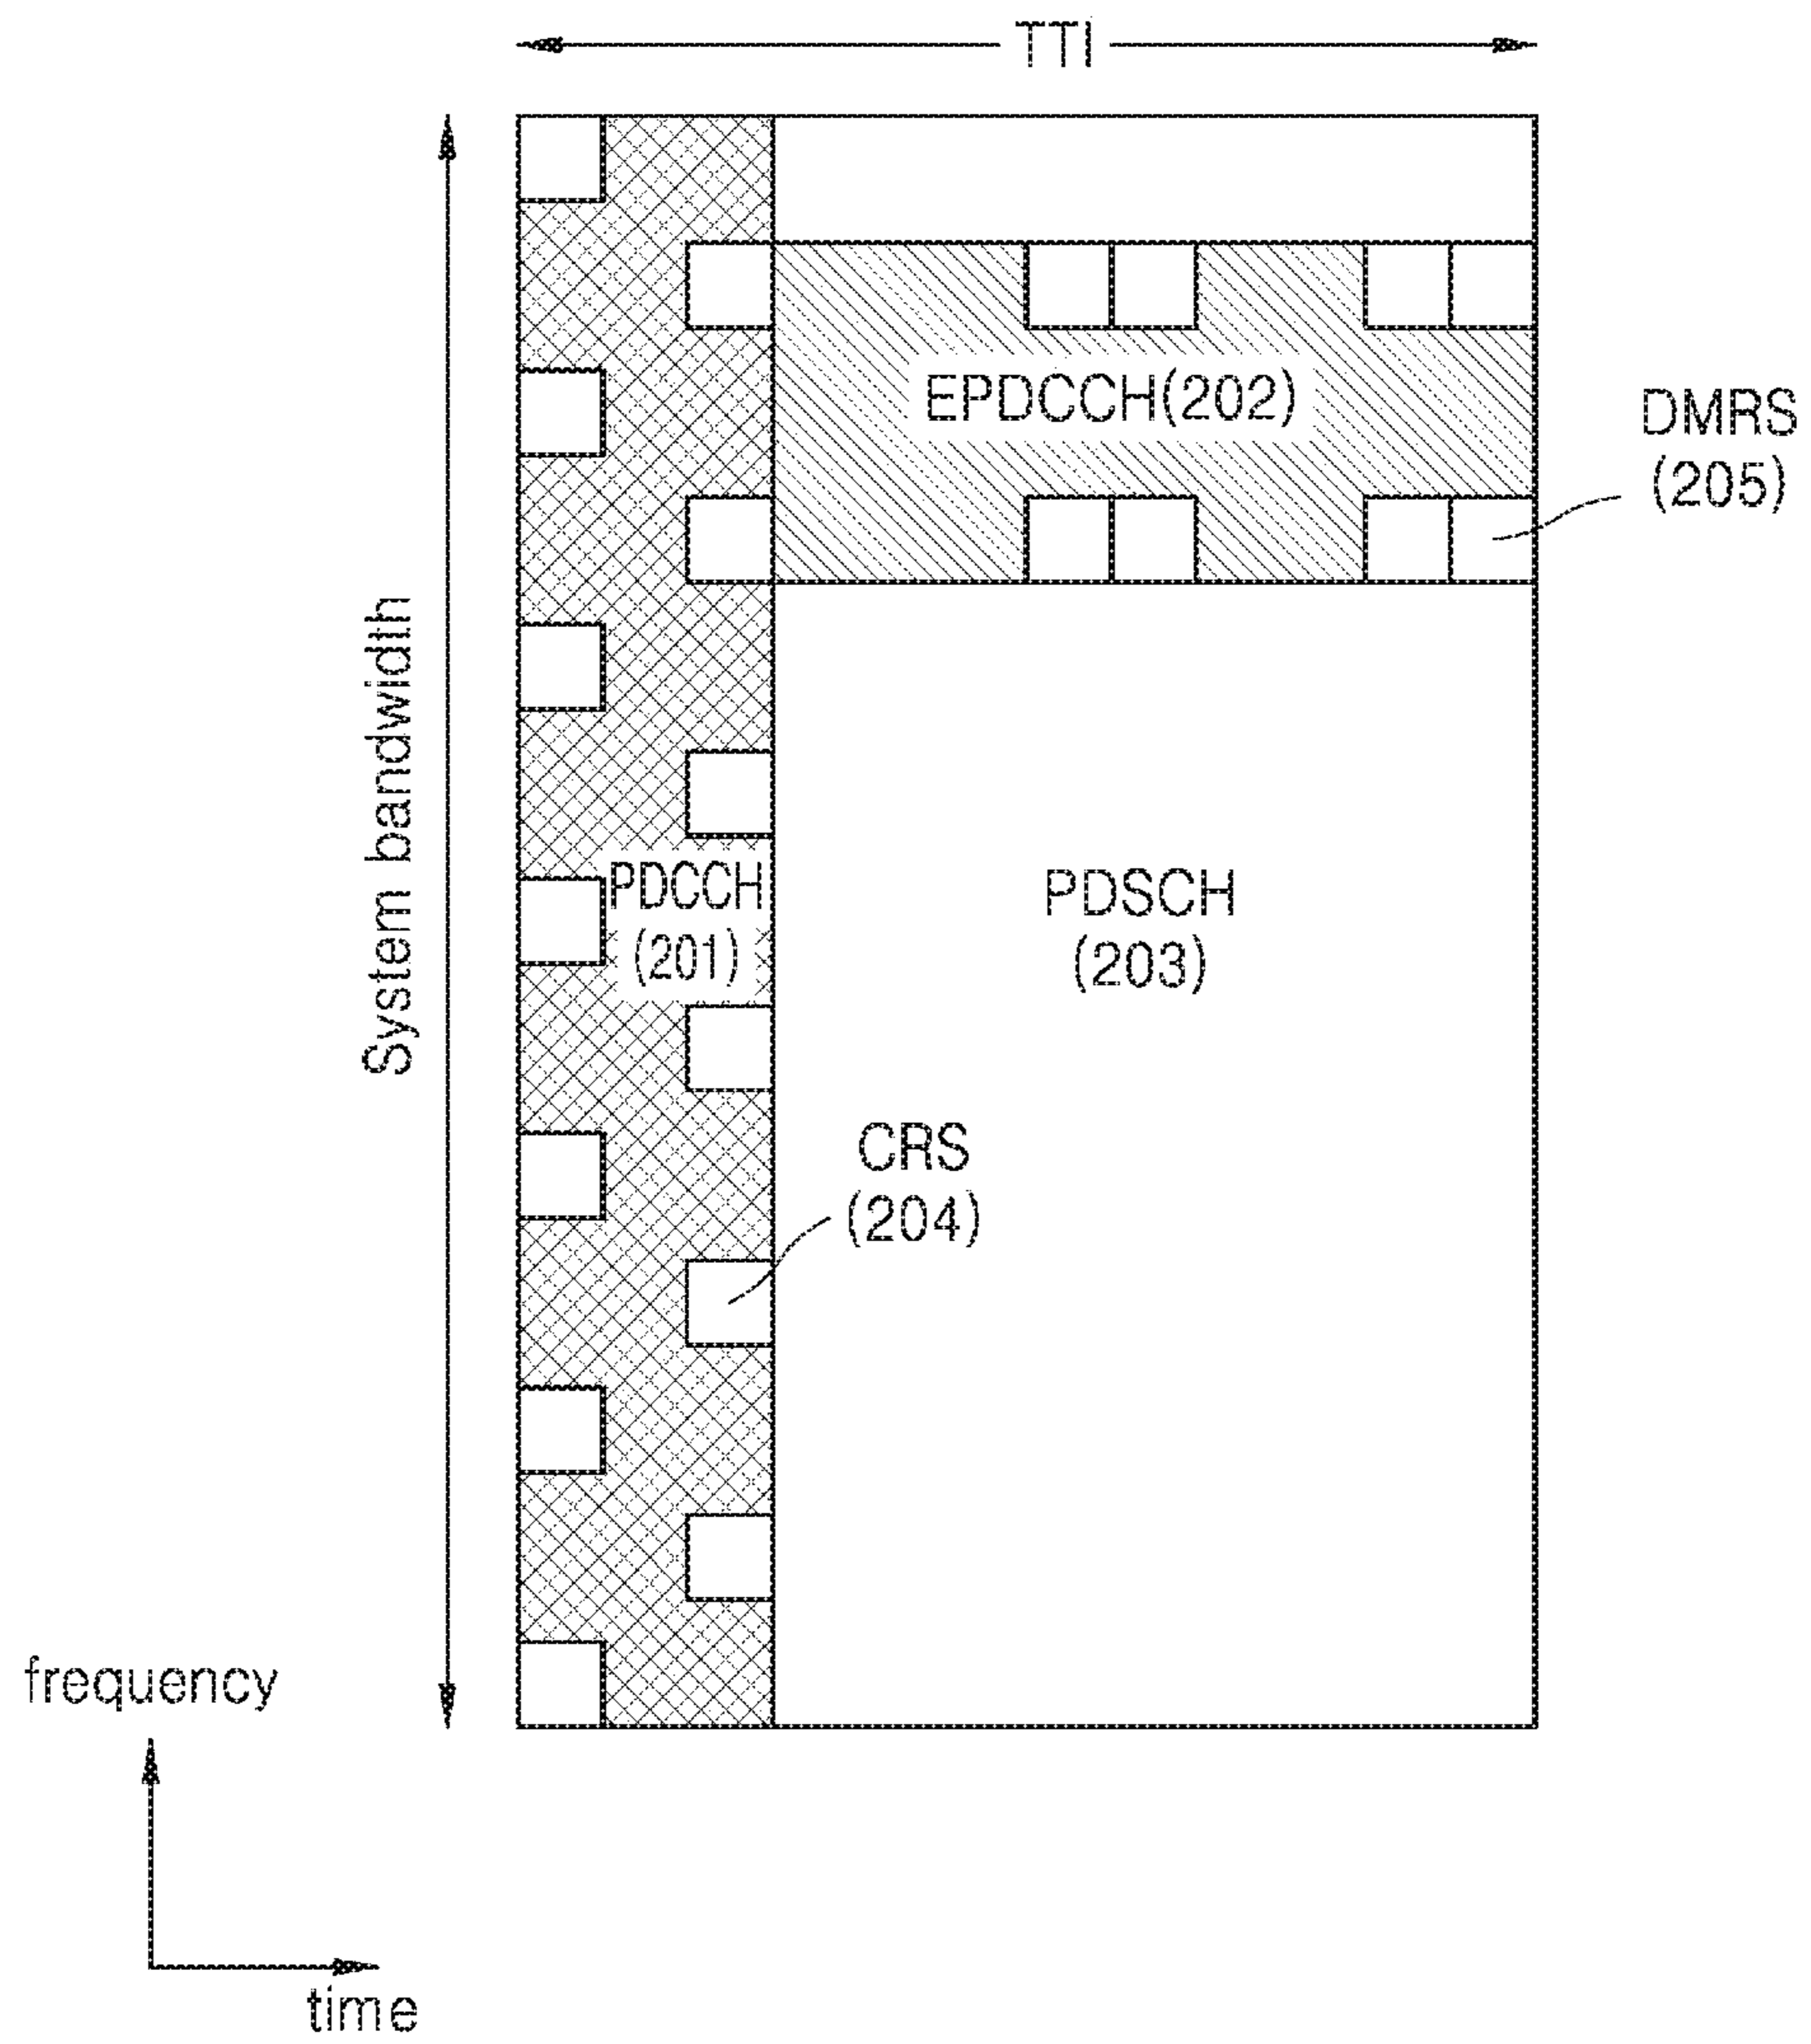 TTI
System bandwidth
EPDCCH(202)
DMRS
(205)
PDCCH
(201)
PDSCH
(203)
CRS
(204)
frequency
time